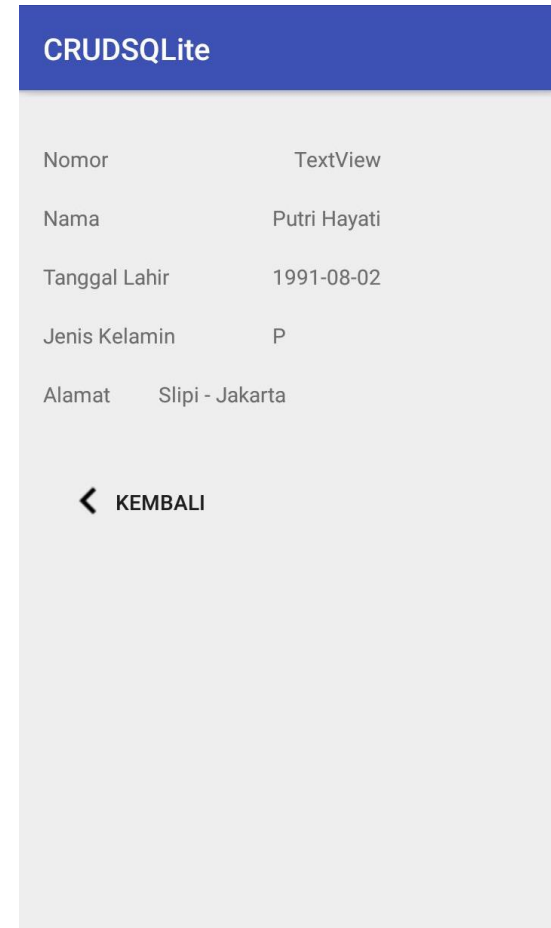 CRUDSQLite
Nomor TextView
Nama Putri Hayati
Tanggal Lahir 1991-08-02
Jenis Kelamin P
Alamat Slipi - Jakarta
KEMBALI